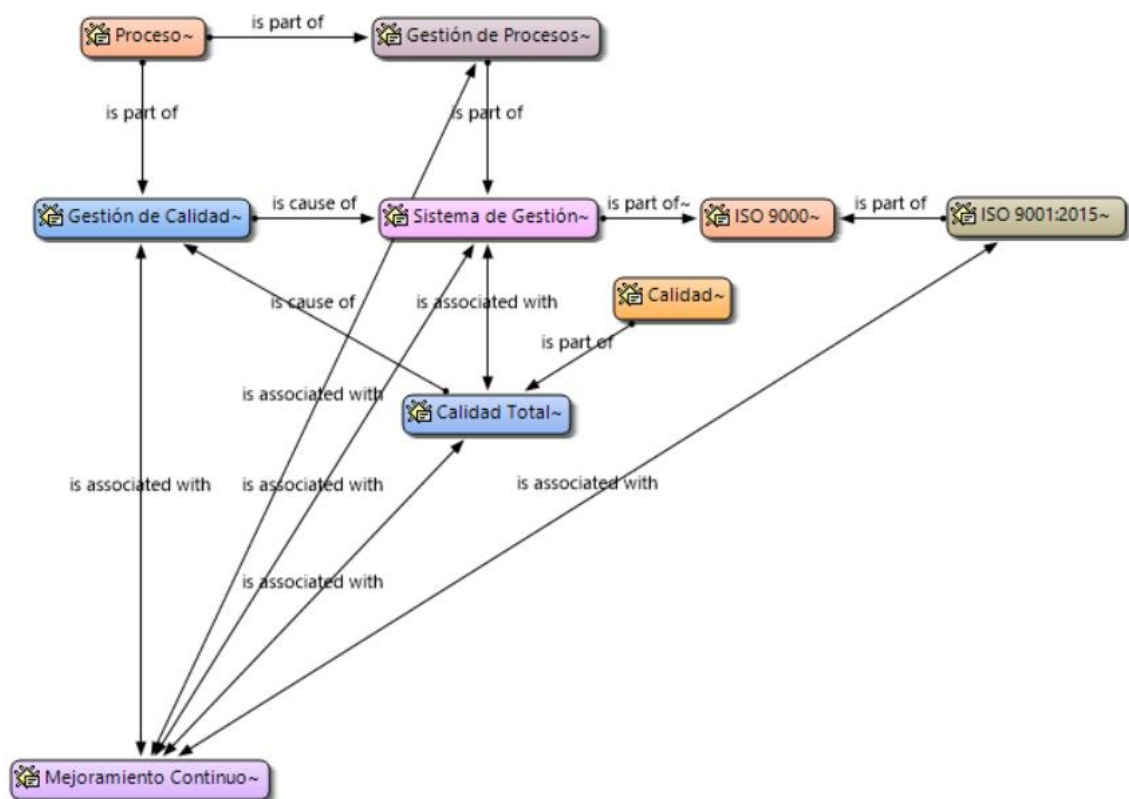 is part of
Proceso~
Gestión de Procesos~
is part of
is part of
Gestión de Calidad~
is cause of
Sistema de Gestión~
is part of~
ISO 9000~
is part of
ISO 9001:2015~
is cause of
is associated with
Calidad~
is part of
is associated with
Calidad Total~
is associated with
is associated with
is associated with
is associated with
Mejoramiento Continuo~